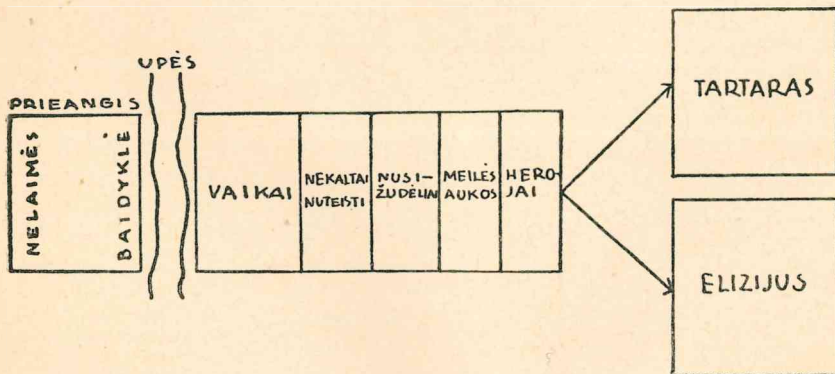 UPĖS
PRIEANGIS
NELAIMĖS
BAIDYKLĖ
VAIKAI
NEKALTAI
NUTEISTI
NUSI-
ŽUDĖLIAI
MEILĖS
AUKOS
HERO-
JAI
TARTARAS
ELIZIJUS